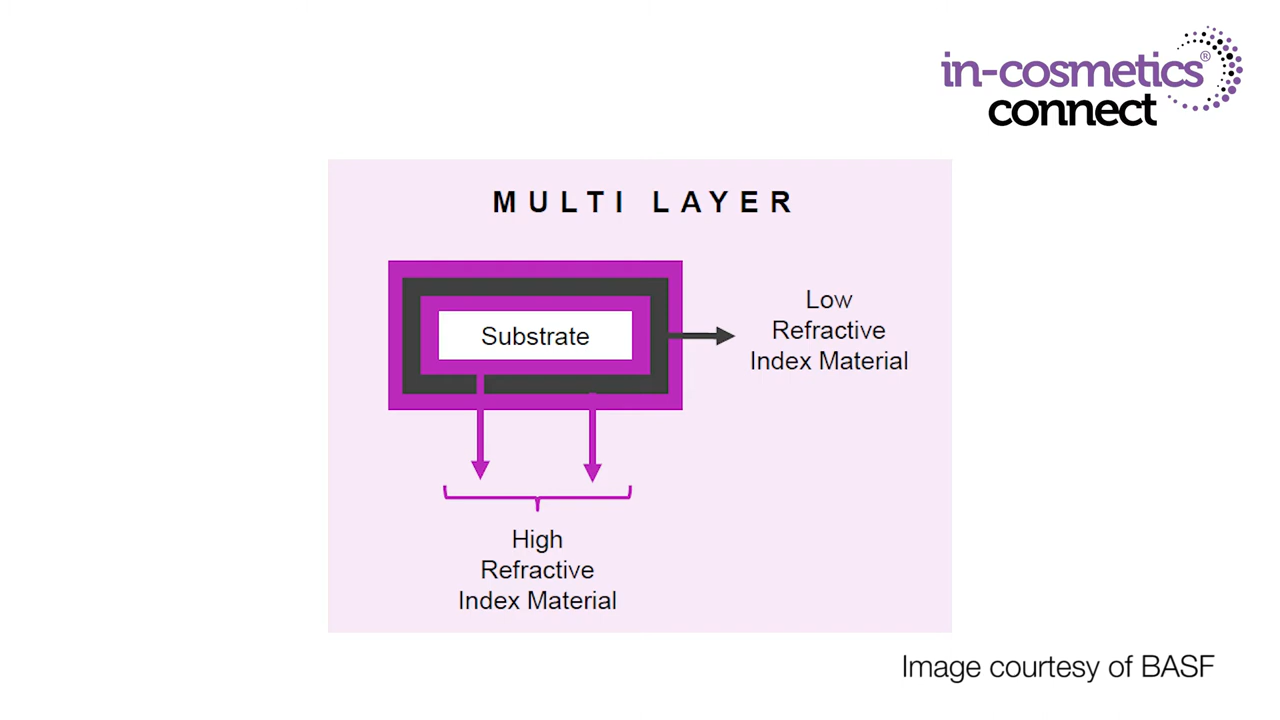 in-cosmetics®
connect
MULTI LAYER
Substrate
Low
Refractive
Index Material
High
Refractive
Index Material
Image courtesy of BASF